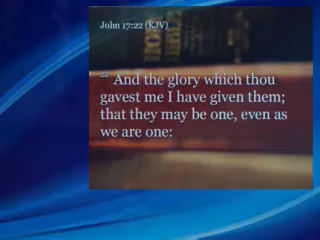 John 17:22 (KJV)
22 And the glory which thou
gavest me I have given them;
that they may be one, even as
we are one: